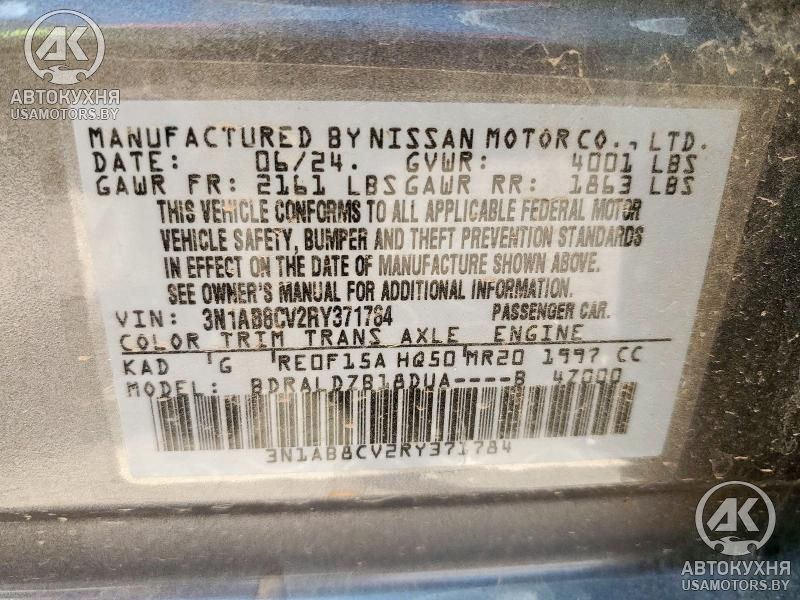 AK
АВТОКУХНЯ
USAMOTORS.BY
MANUFACTURED BY NISSAN MOTOR CO., LTD.
DATE: 06/24. GVWR: 4001 LBS
GAWR FR: 2161 LBS GAWR RR: 1863 LBS
THIS VEHICLE CONFORMS TO ALL APPLICABLE FEDERAL MOTOR
VEHICLE SAFETY, BUMPER AND THEFT PREVENTION STANDARDS
IN EFFECT ON THE DATE OF MANUFACTURE SHOWN ABOVE.
SEE OWNER'S MANUAL FOR ADDITIONAL INFORMATION.
VIN: 3N1AB8CV2RY371784 PASSENGER CAR.
COLOR TRIM TRANS AXLE ENGINE
KAD G RE0F15A HQ50 MR20 1997 CC
MODEL: BDRALDZB18DUA----B 4Z000
3N1AB8CV2RY371784
AK
АВТОКУХНЯ
USAMOTORS.BY